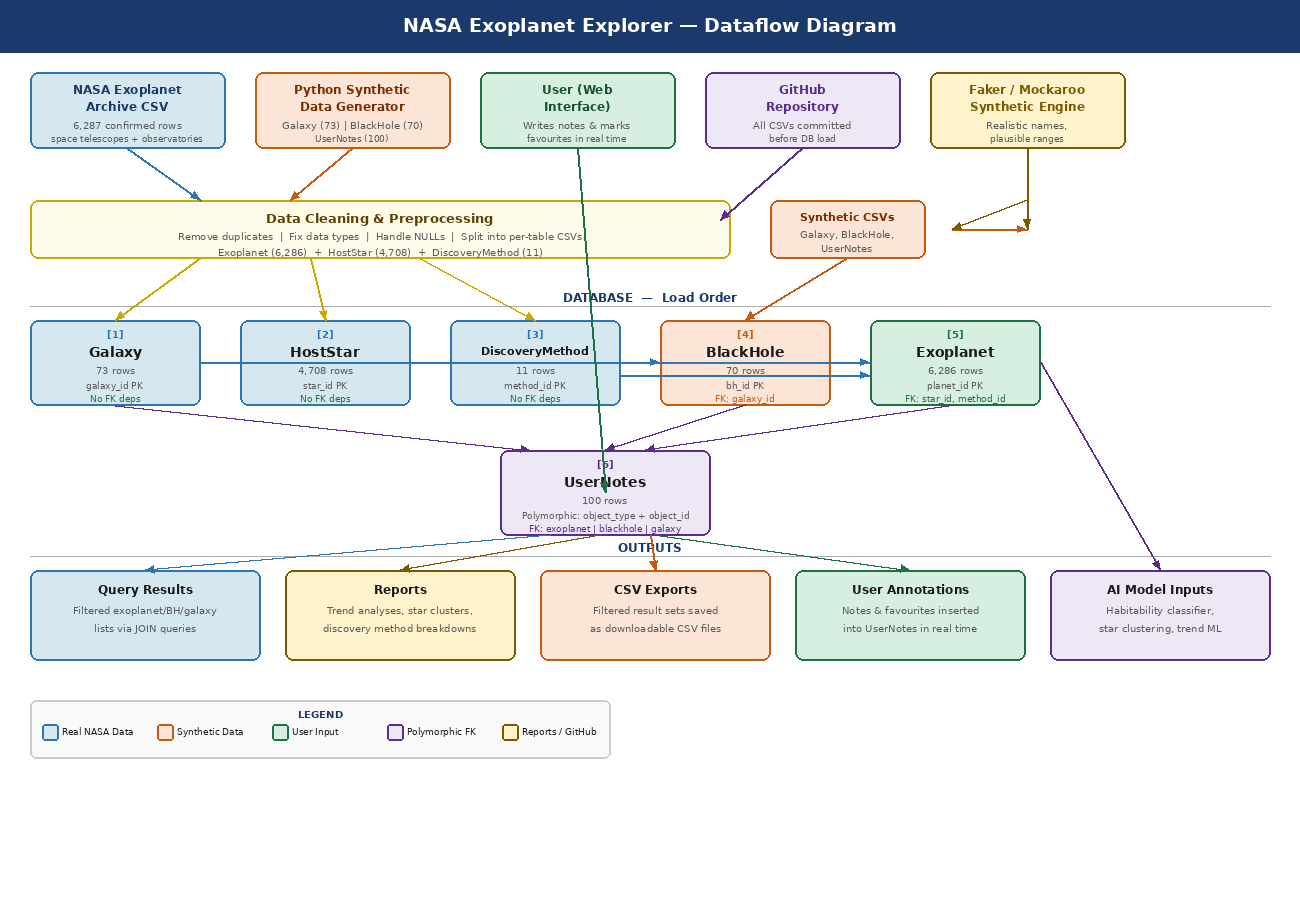 NASA Exoplanet Explorer — Dataflow Diagram
NASA Exoplanet
Archive CSV
6,287 confirmed rows
space telescopes + observatories
Python Synthetic
Data Generator
Galaxy (73) | BlackHole (70)
UserNotes (100)
User (Web
Interface)
Writes notes & marks
favourites in real time
GitHub
Repository
All CSVs committed
before DB load
Faker / Mockaroo
Synthetic Engine
Realistic names,
plausible ranges
Data Cleaning & Preprocessing
Remove duplicates | Fix data types | Handle NULLs | Split into per-table CSVs
Exoplanet (6,286) + HostStar (4,708) + DiscoveryMethod (11)
Synthetic CSVs
Galaxy, BlackHole,
UserNotes
DATABASE — Load Order
[1]
Galaxy
73 rows
galaxy_id PK
No FK deps
[2]
HostStar
4,708 rows
star_id PK
No FK deps
[3]
DiscoveryMethod
11 rows
method_id PK
No FK deps
[4]
BlackHole
70 rows
bh_id PK
FK: galaxy_id
[5]
Exoplanet
6,286 rows
planet_id PK
FK: star_id, method_id
[6]
UserNotes
100 rows
Polymorphic: object_type + object_id
FK: exoplanet | blackhole | galaxy
OUTPUTS
Query Results
Filtered exoplanet/BH/galaxy
lists via JOIN queries
Reports
Trend analyses, star clusters,
discovery method breakdowns
CSV Exports
Filtered result sets saved
as downloadable CSV files
User Annotations
Notes & favourites inserted
into UserNotes in real time
AI Model Inputs
Habitability classifier,
star clustering, trend ML
LEGEND
Real NASA Data
Synthetic Data
User Input
Polymorphic FK
Reports / GitHub